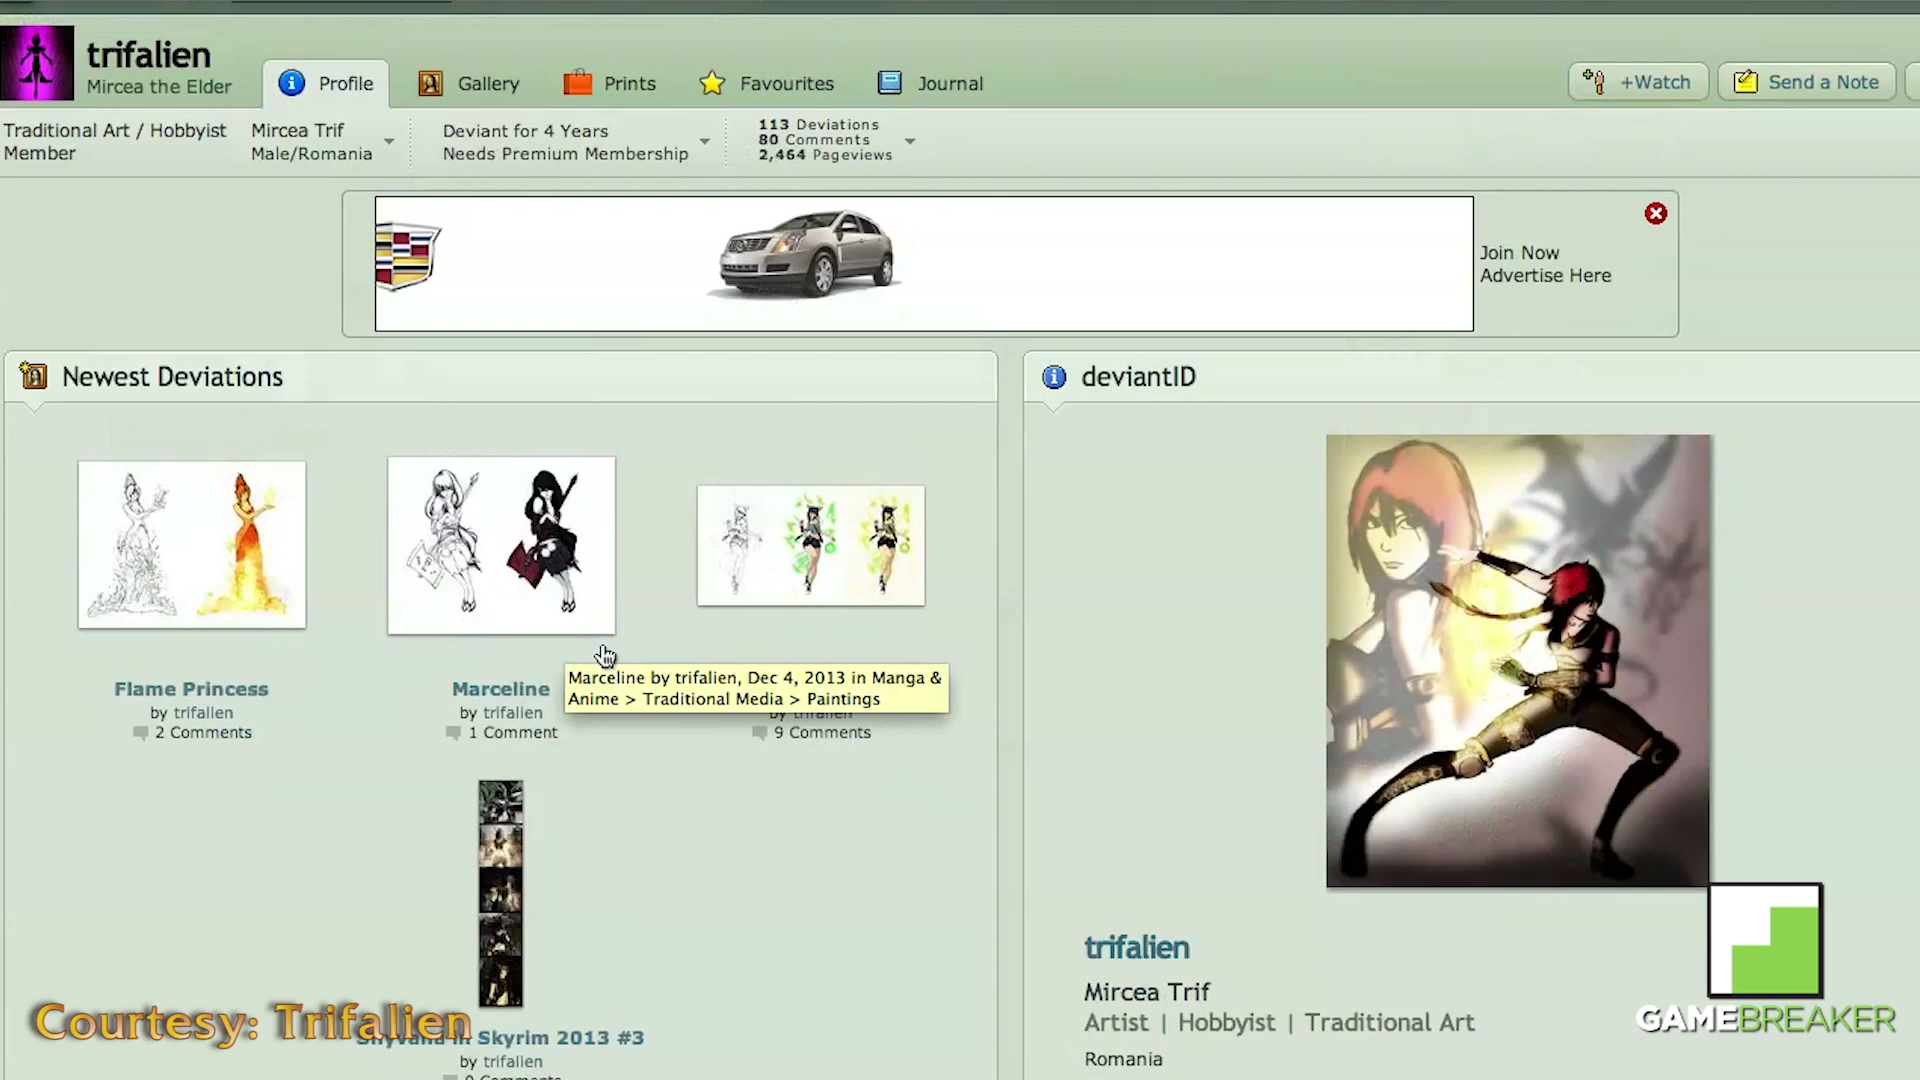 trifalien
Mircea the Elder
Profile
Gallery
Prints
Favourites
Journal
+Watch
Send a Note
Traditional Art / Hobbyist
Member
Mircea Trif
Male/Romania
Deviant for 4 Years
Needs Premium Membership
113 Deviations
80 Comments
2,464 Pageviews
Join Now
Advertise Here
Newest Deviations
deviantID
Flame Princess
by trifalien
2 Comments
Marceline
by trifalien
1 Comment
Marceline by trifalien, Dec 4, 2013 in Manga &
Anime > Traditional Media > Paintings
by trifalien
9 Comments
Courtesy: Trifalien
Shyvana in Skyrim 2013 #3
by trifalien
trifalien
Mircea Trif
Artist | Hobbyist | Traditional Art
Romania
GAMEBREAKER